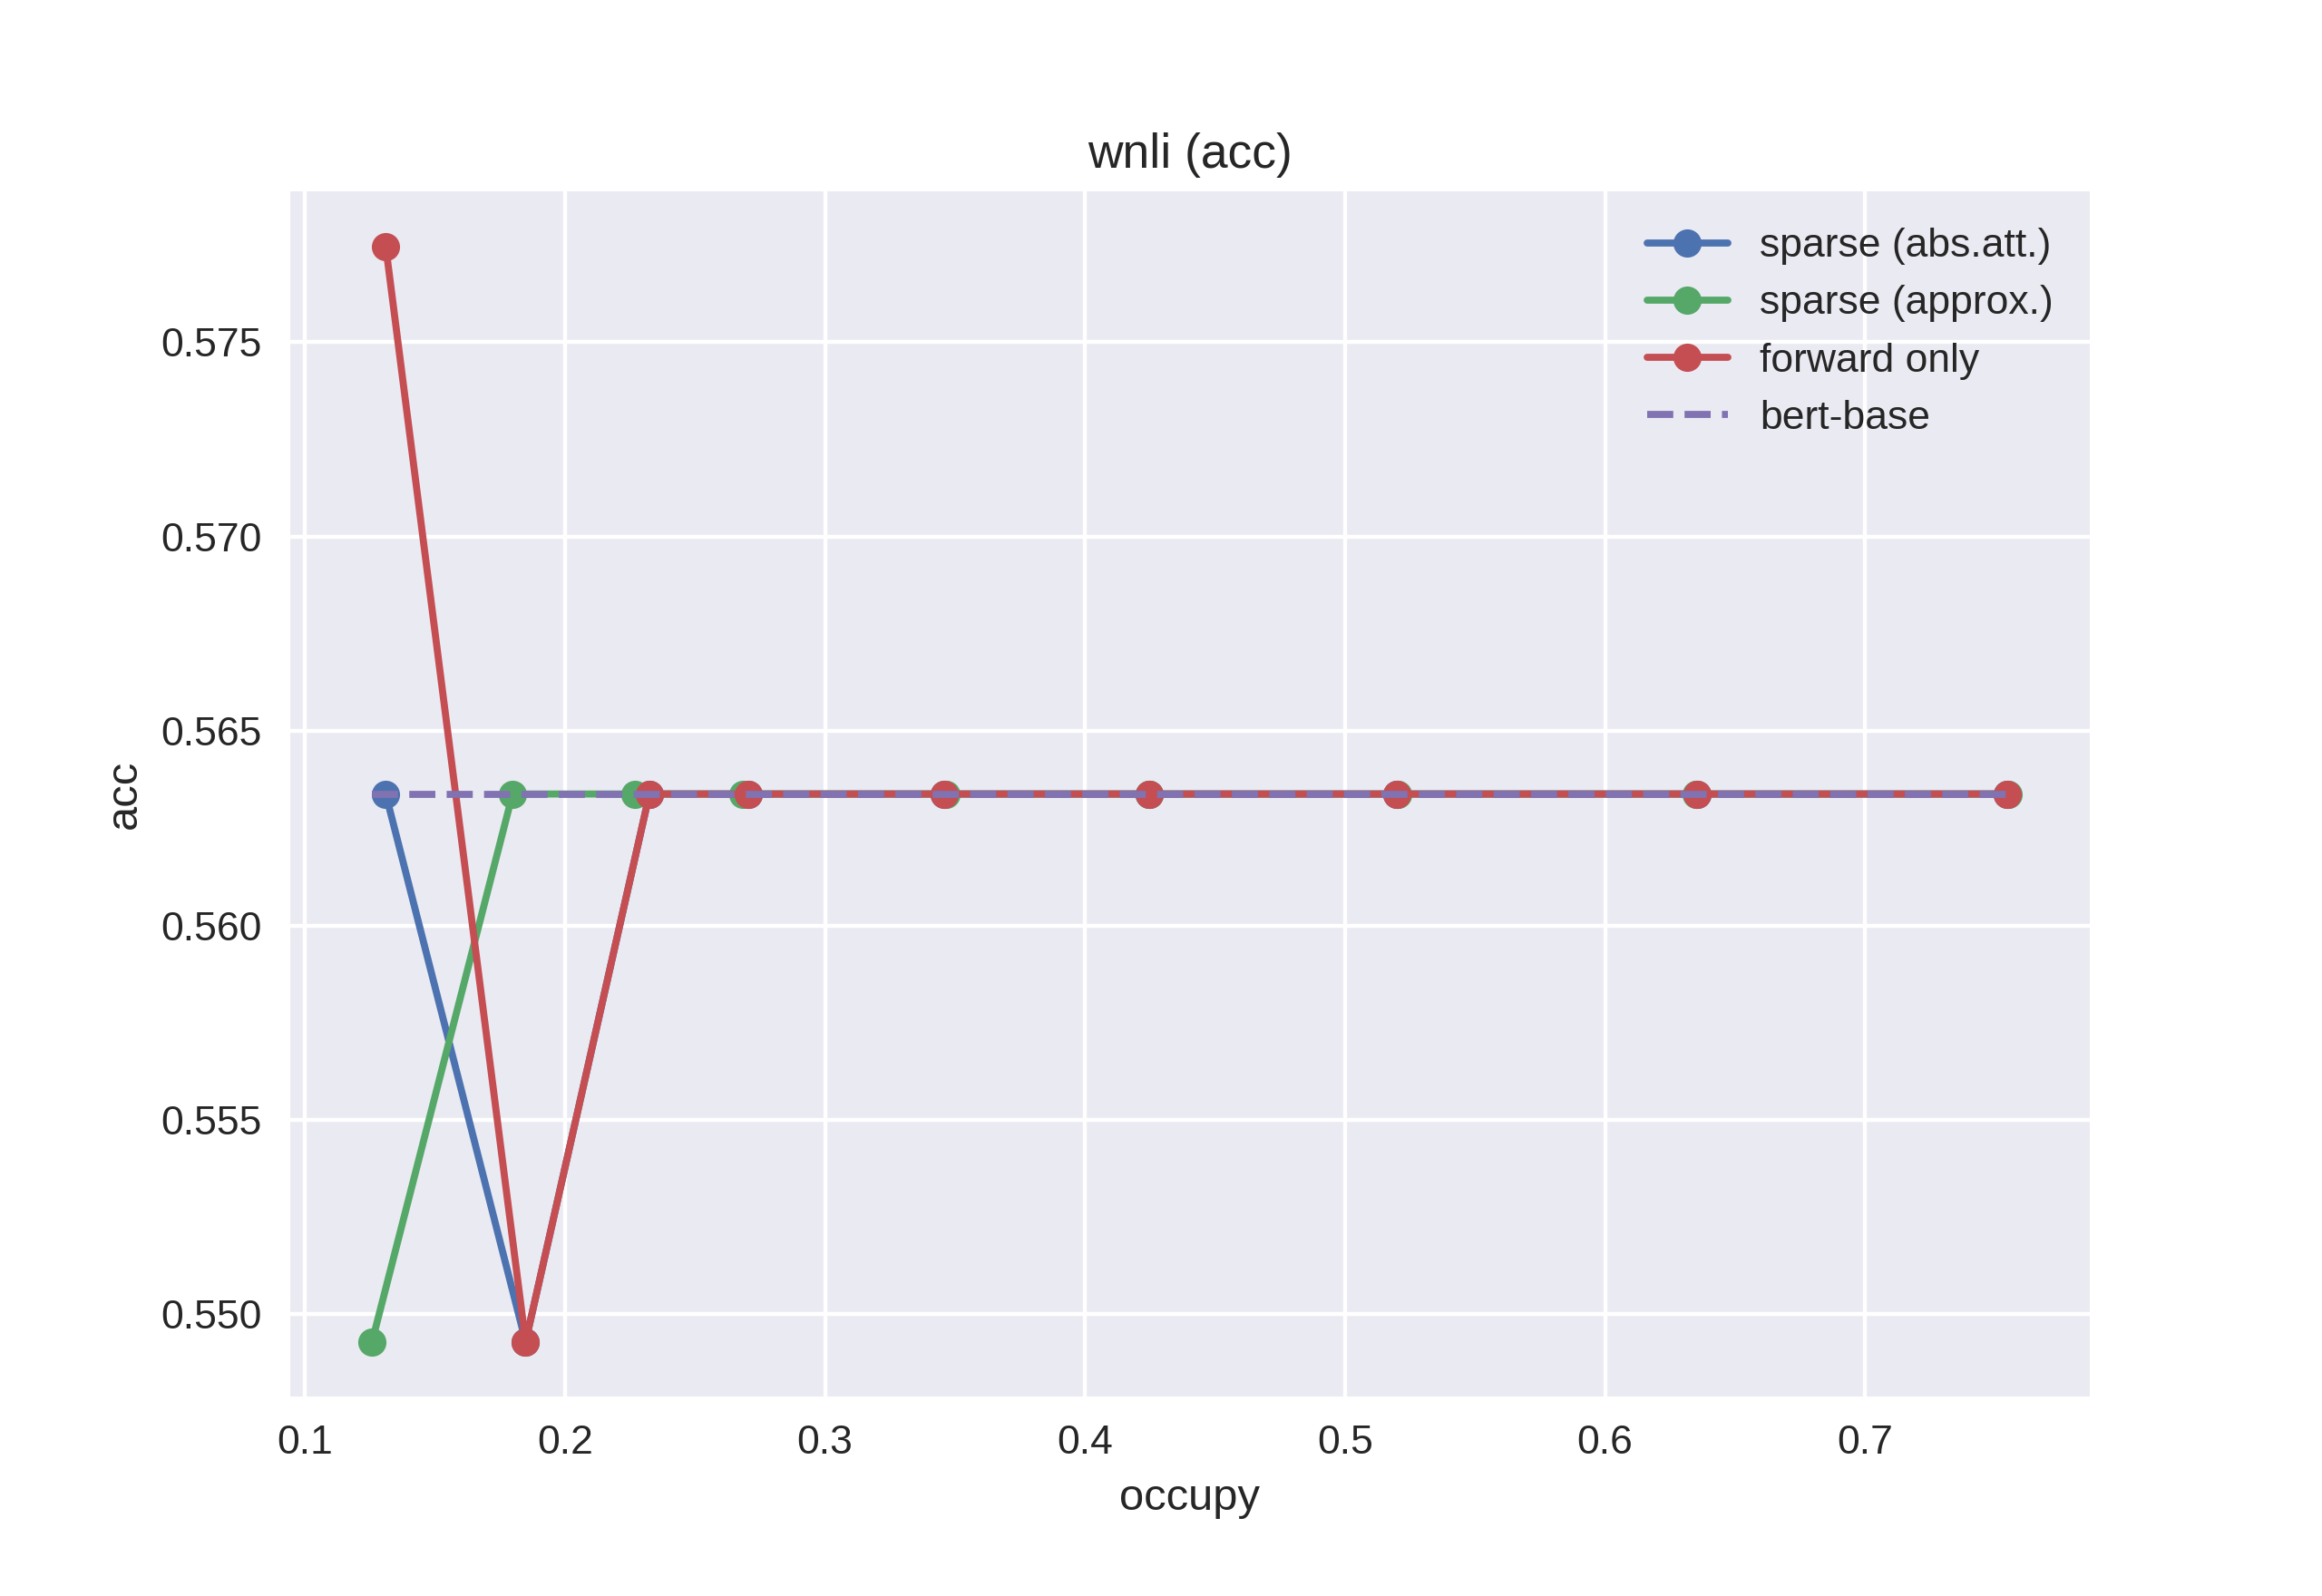 wnli (acc)
sparse (abs.att.)
sparse (approx.)
forward only
bert-base
0.575
0.570
0.565
0.560
0.555
0.550
acc
0.1 0.2 0.3 0.4 0.5 0.6 0.7
occupy